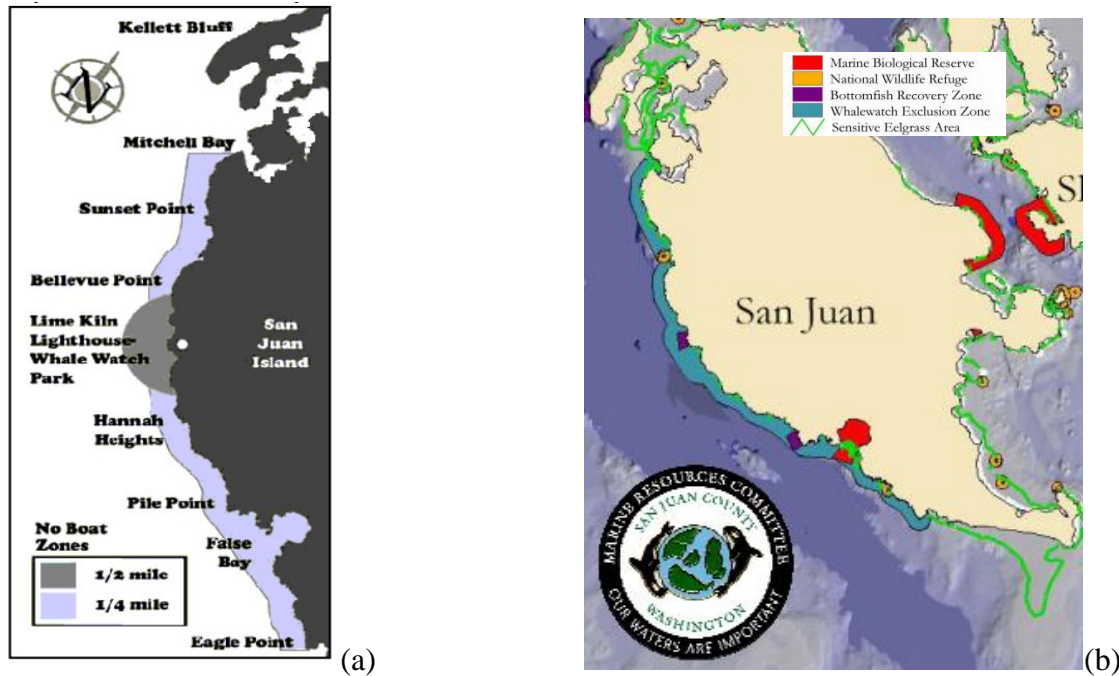 Kellett Bluff
Mitchell Bay
Sunset Point
Bellevue Point
Lime Kiln
Lighthouse-
Whale Watch
Park
San
Juan
Island
Hannah
Heights
Pile Point
False
Bay
No Boat
Zones
1/2 mile
1/4 mile
Eagle Point
(a)
Marine Biological Reserve
National Wildlife Refuge
Bottomfish Recovery Zone
Whalewatch Exclusion Zone
Sensitive Eelgrass Area
San Juan
MARINE RESOURCES COMMITTEE
SAN JUAN COUNTY
WASHINGTON
OUR WATERS ARE IMPORTANT
(b)